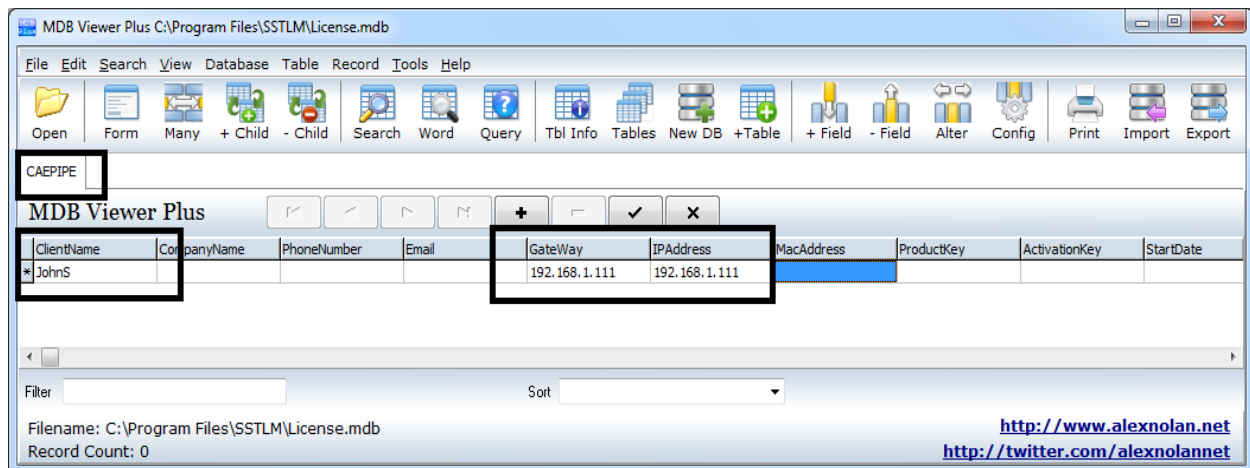 MDB Viewer Plus C:\Program Files\SSTLM\License.mdb
File Edit Search View Database Table Record Tools Help
Open Form Many + Child - Child Search Word Query Tbl Info Tables New DB +Table + Field - Field Alter Config Print Import Export
CAEPIPE
MDB Viewer Plus
ClientName CompanyName PhoneNumber Email GateWay IPAddress MacAddress ProductKey ActivationKey StartDate
* JohnS 192.168.1.111 192.168.1.111
Filter Sort
Filename: C:\Program Files\SSTLM\License.mdb http://www.alexnolan.net
Record Count: 0 http://twitter.com/alexnolannet